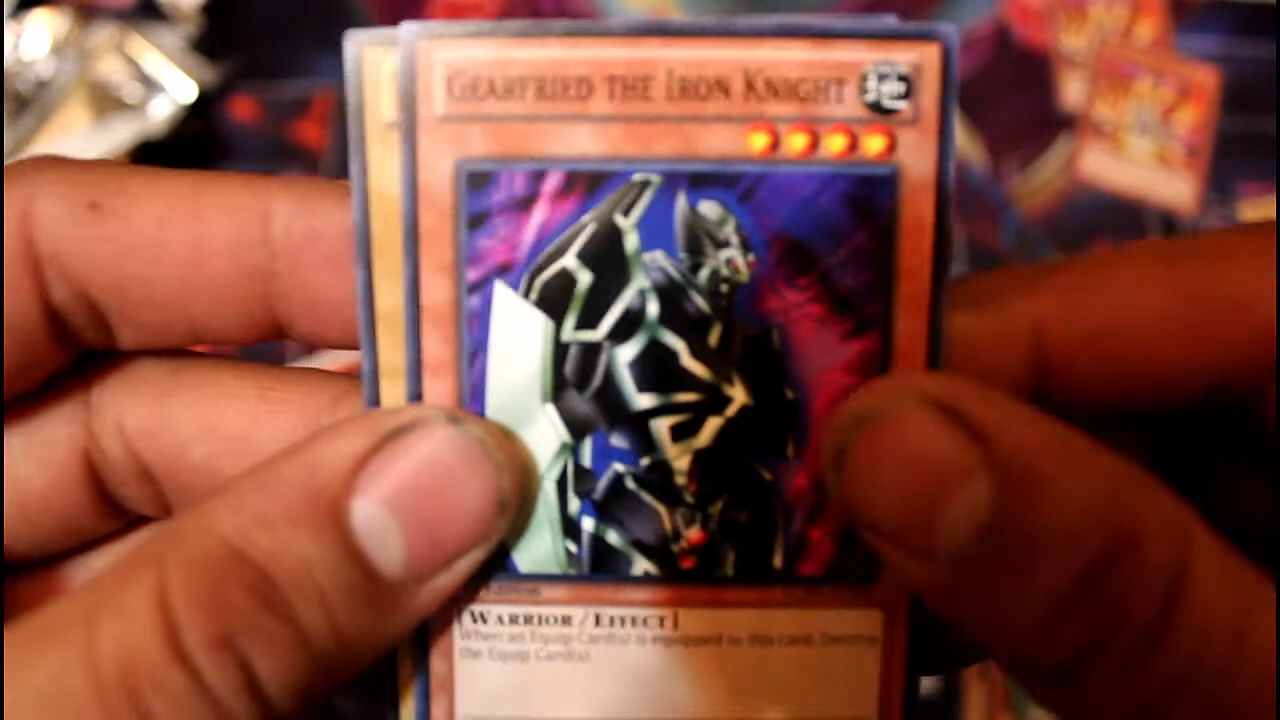 GEARFRIED THE IRON KNIGHT
[WARRIOR / EFFECT]
When an Equip Card(s) is equipped to this card: Destroy
the Equip Card(s).